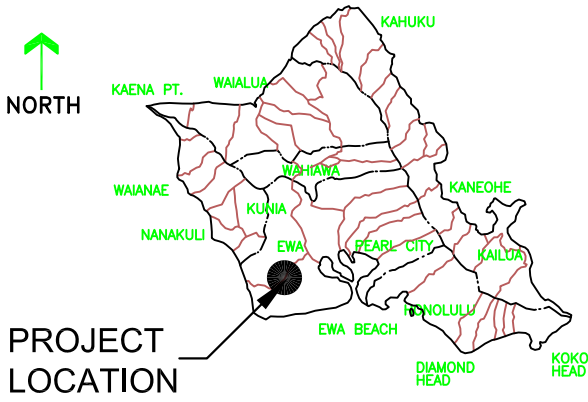 KAHUKU
WAIALUA
KAENA PT.
NORTH
WAHIAWA
WAIANAE
KANEOHE
KUNIA
NANAKULI
EWA
PEARL CITY
KAILUA
HONOLULU
EWA BEACH
PROJECT
LOCATION
DIAMOND
HEAD
KOKO
HEAD